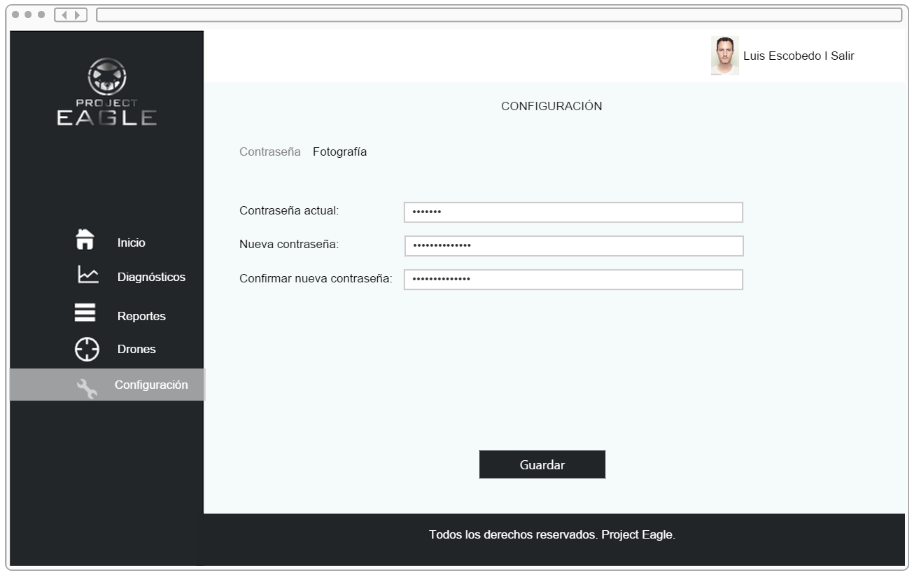 PROJECT
EAGLE
Luis Escobedo I Salir
CONFIGURACIÓN
Contraseña Fotografía
Contraseña actual: •••••••
Nueva contraseña: ••••••••••••••
Confirmar nueva contraseña: ••••••••••••••
Inicio
Diagnósticos
Reportes
Drones
Configuración
Guardar
Todos los derechos reservados. Project Eagle.